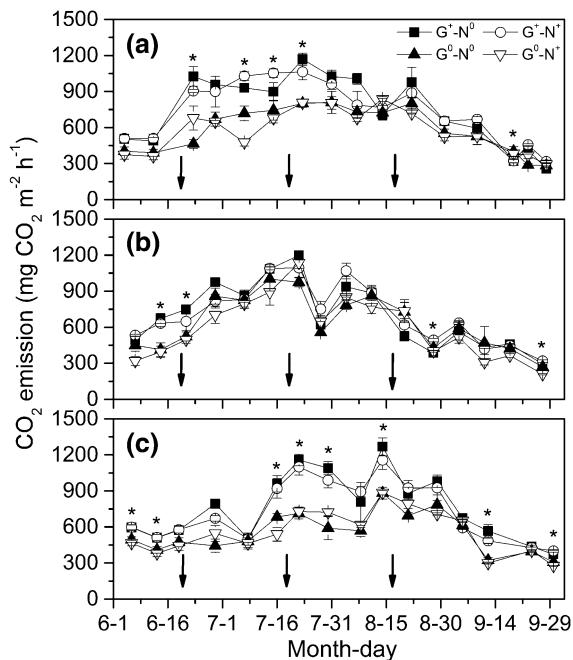 (a)
G⁺-N⁰ G⁺-N⁺
G⁰-N⁰ G⁰-N⁺
1500
1200
900
600
300
0
* * * * *
(b)
1500
1200
900
600
300
0
* * * *
(c)
1500
1200
900
600
300
0
* * * * * * * *
CO₂ emission (mg CO₂ m⁻² h⁻¹)
6-1 6-16 7-1 7-16 7-31 8-15 8-30 9-14 9-29
Month-day